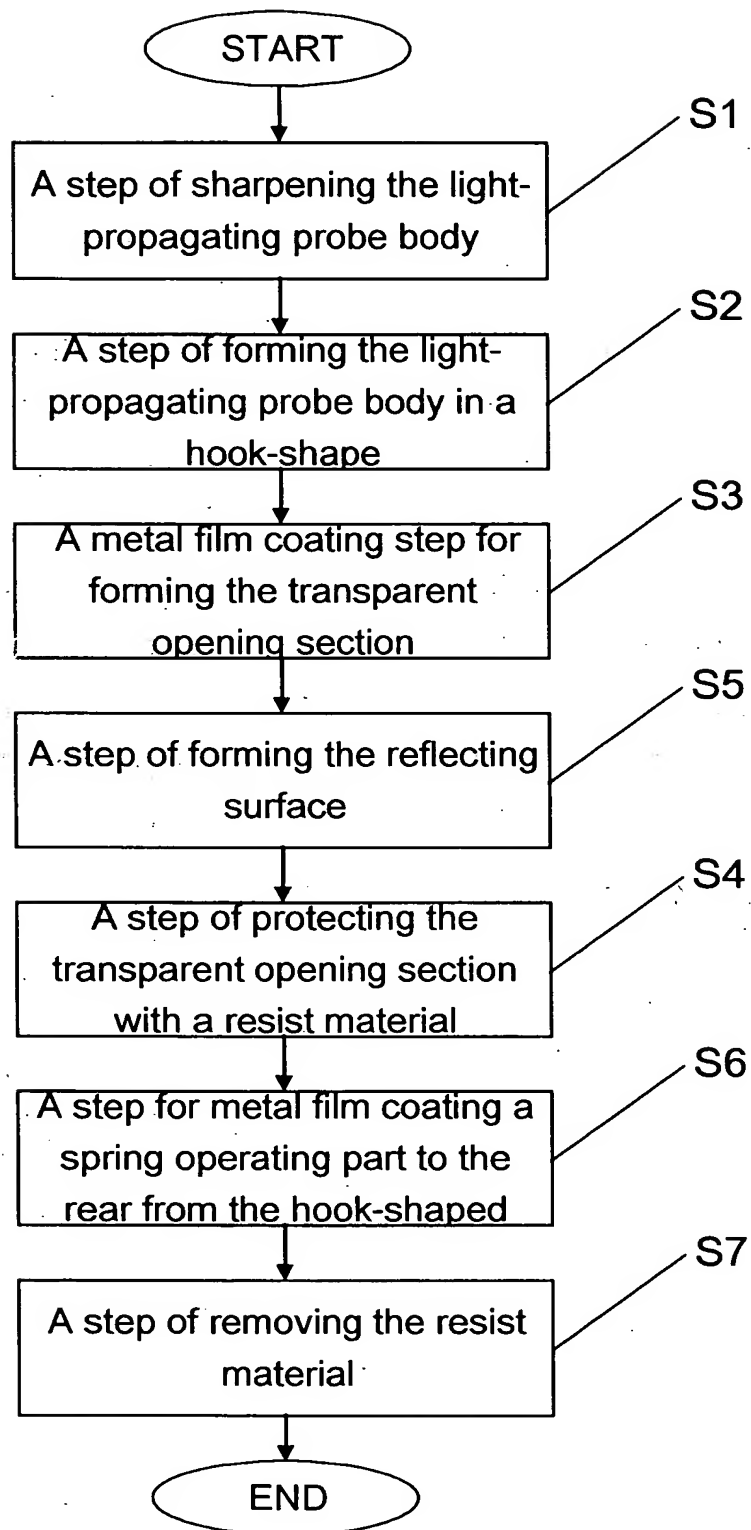 START
S1
A step of sharpening the light-
propagating probe body
S2
A step of forming the light-
propagating probe body in a
hook-shape
S3
A metal film coating step for
forming the transparent
opening section
S5
A step of forming the reflecting
surface
S4
A step of protecting the
transparent opening section
with a resist material
S6
A step for metal film coating a
spring operating part to the
rear from the hook-shaped
S7
A step of removing the resist
material
END